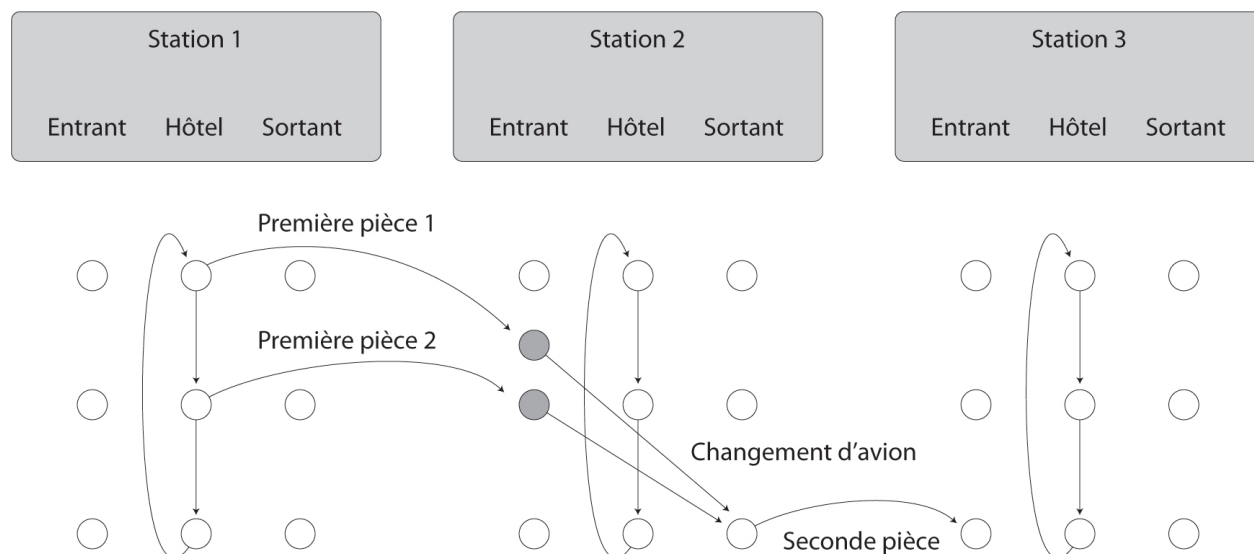 Station 1
Entrant Hôtel Sortant
Station 2
Entrant Hôtel Sortant
Station 3
Entrant Hôtel Sortant
Première pièce 1
Première pièce 2
Changement d’avion
Seconde pièce